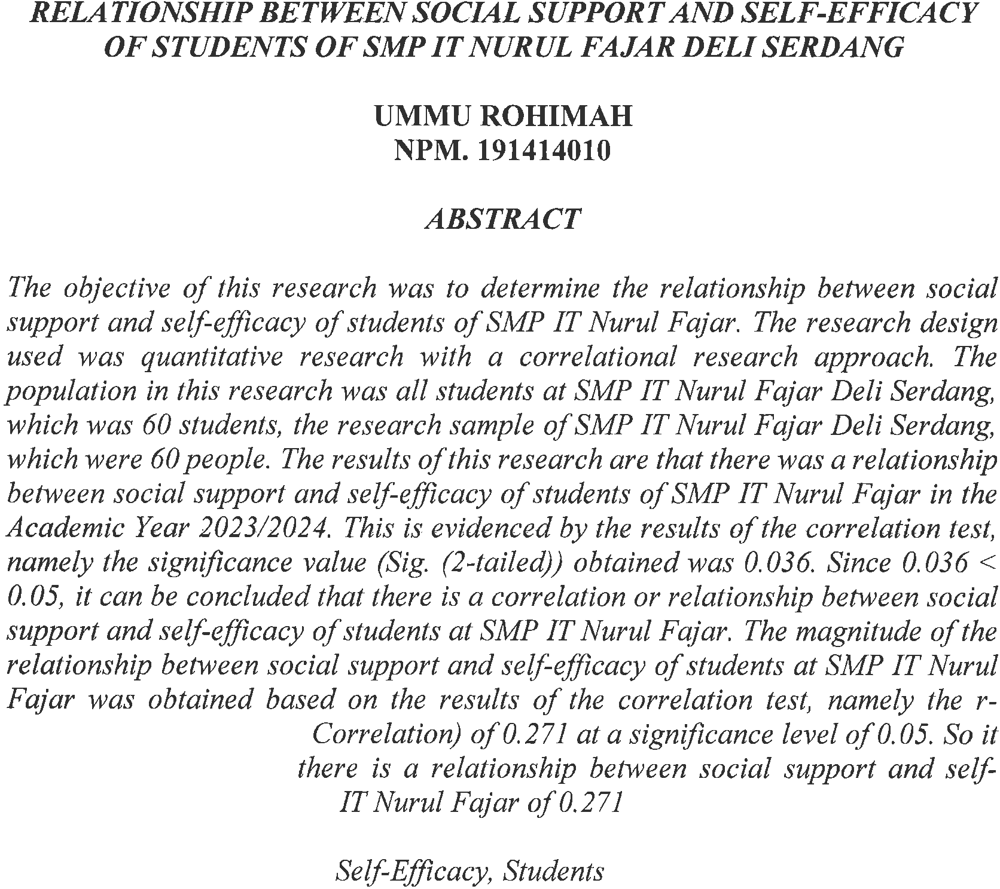 RELATIONSHIP BETWEEN SOCIAL SUPPORT AND SELF-EFFICACY
OF STUDENTS OF SMP IT NURUL FAJAR DELI SERDANG
UMMU ROHIMAH
NPM. 191414010
ABSTRACT
The objective of this research was to determine the relationship between social
support and self-efficacy of students of SMP IT Nurul Fajar. The research design
used was quantitative research with a correlational research approach. The
population in this research was all students at SMP IT Nurul Fajar Deli Serdang,
which was 60 students, the research sample of SMP IT Nurul Fajar Deli Serdang,
which were 60 people. The results of this research are that there was a relationship
between social support and self-efficacy of students of SMP IT Nurul Fajar in the
Academic Year 2023/2024. This is evidenced by the results of the correlation test,
namely the significance value (Sig. (2-tailed)) obtained was 0.036. Since 0.036 <
0.05, it can be concluded that there is a correlation or relationship between social
support and self-efficacy of students at SMP IT Nurul Fajar. The magnitude of the
relationship between social support and self-efficacy of students at SMP IT Nurul
Fajar was obtained based on the results of the correlation test, namely the r-
Correlation) of 0.271 at a significance level of 0.05. So it
there is a relationship between social support and self-
IT Nurul Fajar of 0.271
Self-Efficacy, Students